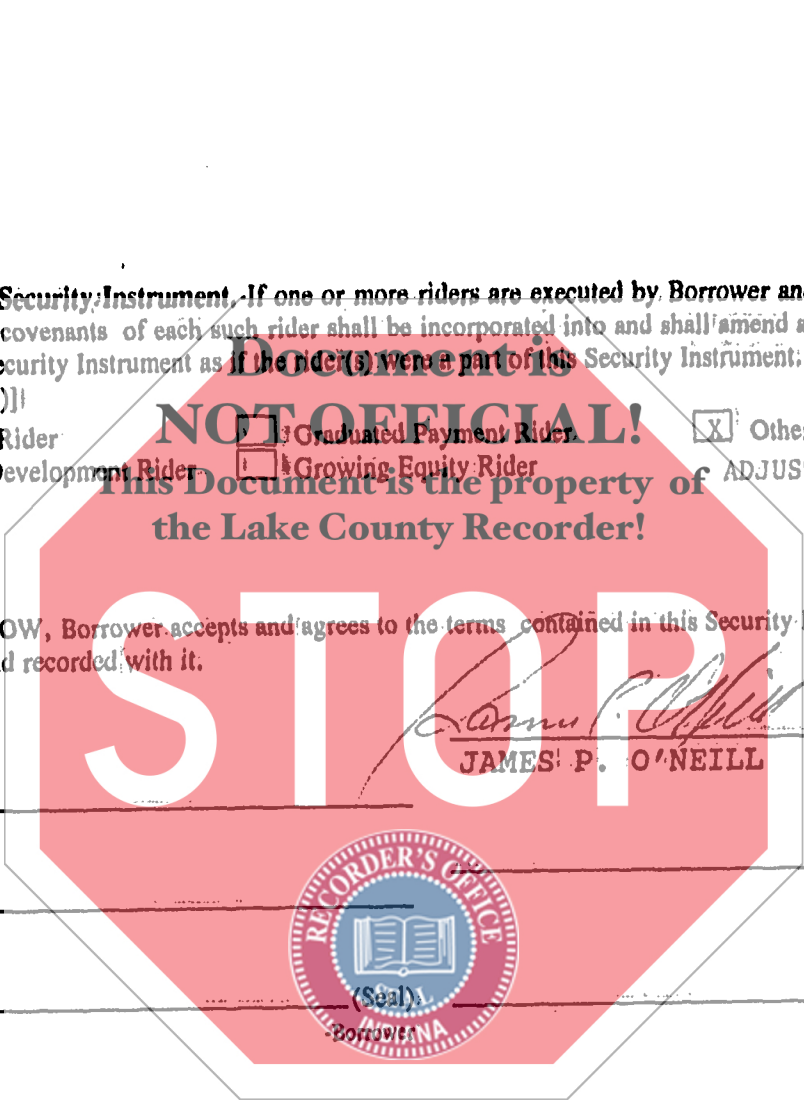 Security Instrument. If one or more riders are executed by Borrower an
covenants of each such rider shall be incorporated into and shall amend a
ecurity Instrument as if the rider(s) were a part of this Security Instrument.
)]
Document is
NOT OFFICIAL!
Rider Graduated Payment Rider X Othe
evelopment Rider Growing Equity Rider ADJUS
This Document is the property of
the Lake County Recorder!
OW, Borrower accepts and agrees to the terms contained in this Security
d recorded with it.
STOP
James P. O'Neill
JAMES P. O'NEILL
RECORDER'S OFFICE
(Seal)
-Borrower
INDIANA